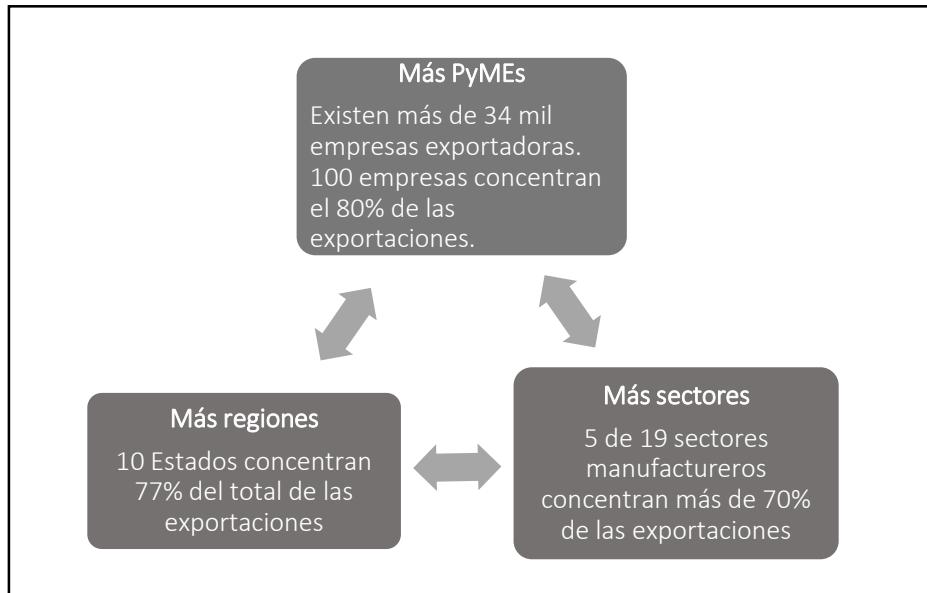 Más PyMEs
Existen más de 34 mil
empresas exportadoras.
100 empresas concentran
el 80% de las
exportaciones.
Más regiones
10 Estados concentran
77% del total de las
exportaciones
Más sectores
5 de 19 sectores
manufactureros
concentran más de 70%
de las exportaciones